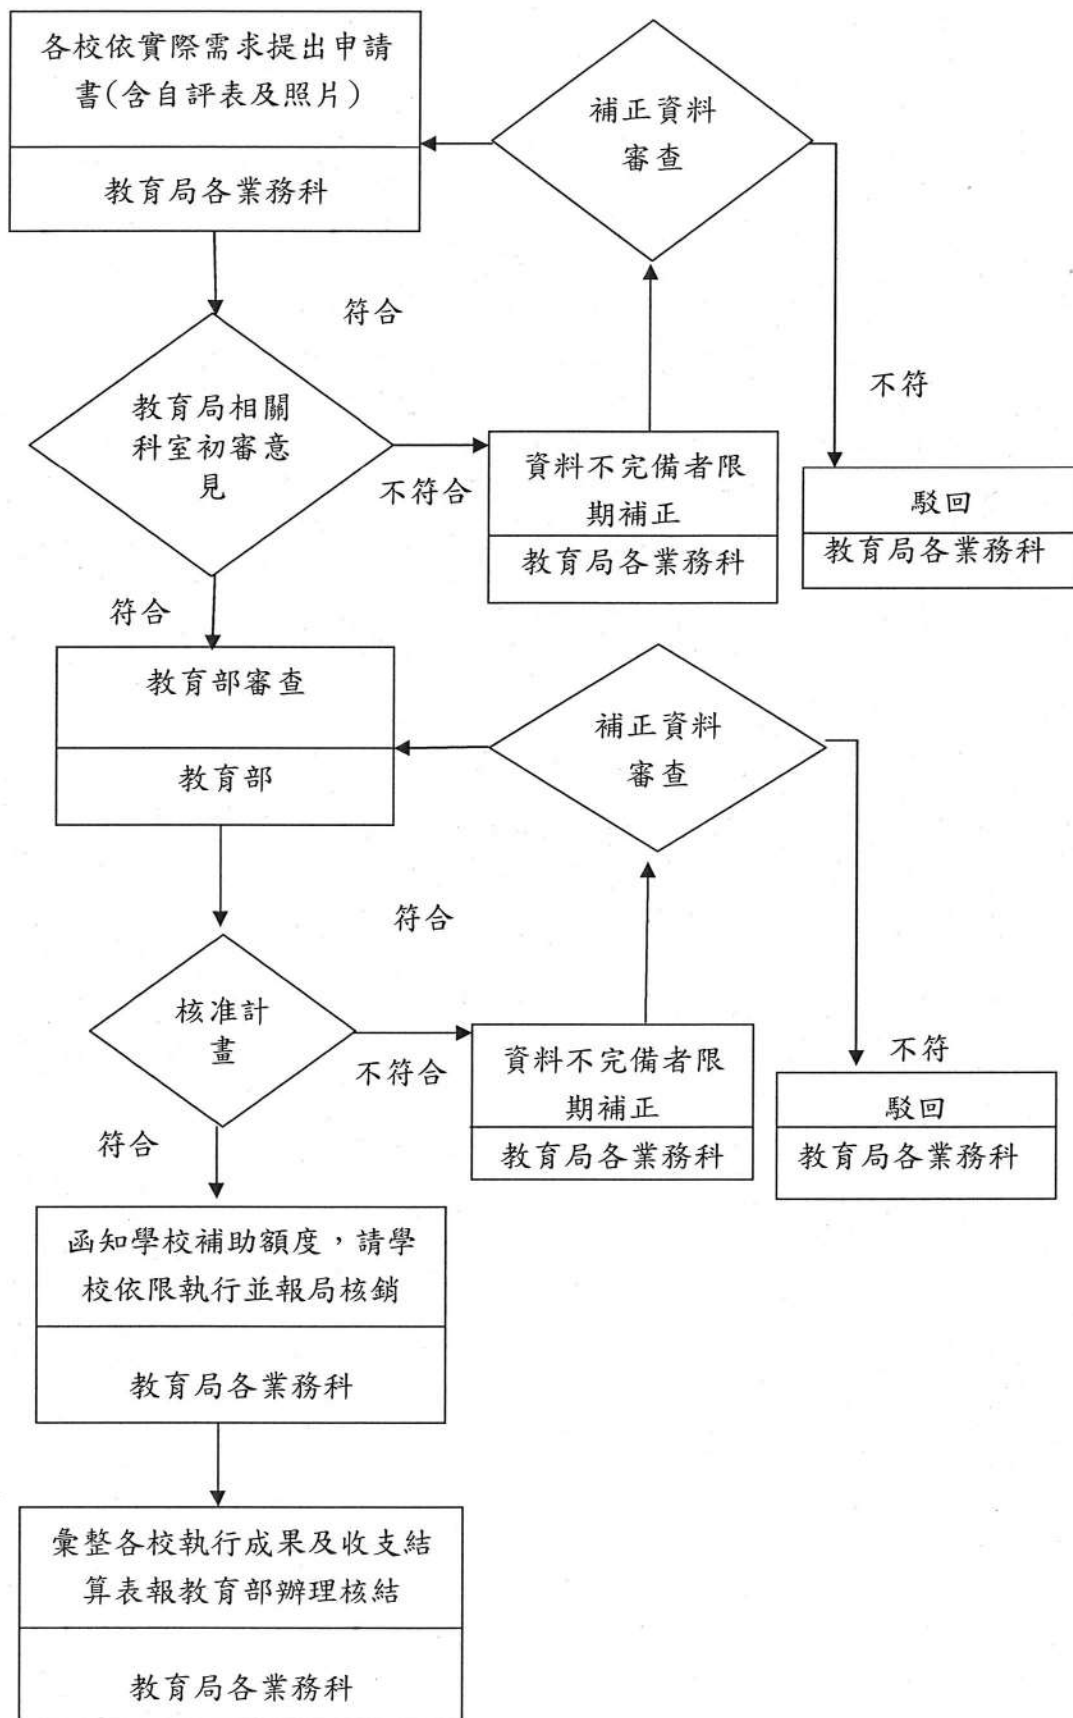 各校依實際需求提出申請
書(含自評表及照片)
教育局各業務科
補正資料
審查
符合
不符
教育局相關
科室初審意
見
不符合
資料不完備者限
期補正
教育局各業務科
駁回
教育局各業務科
符合
教育部審查
教育部
補正資料
審查
符合
核准計
畫
不符合
資料不完備者限
期補正
教育局各業務科
不符
駁回
教育局各業務科
符合
函知學校補助額度，請學
校依限執行並報局核銷
教育局各業務科
彙整各校執行成果及收支結
算表報教育部辦理核結
教育局各業務科